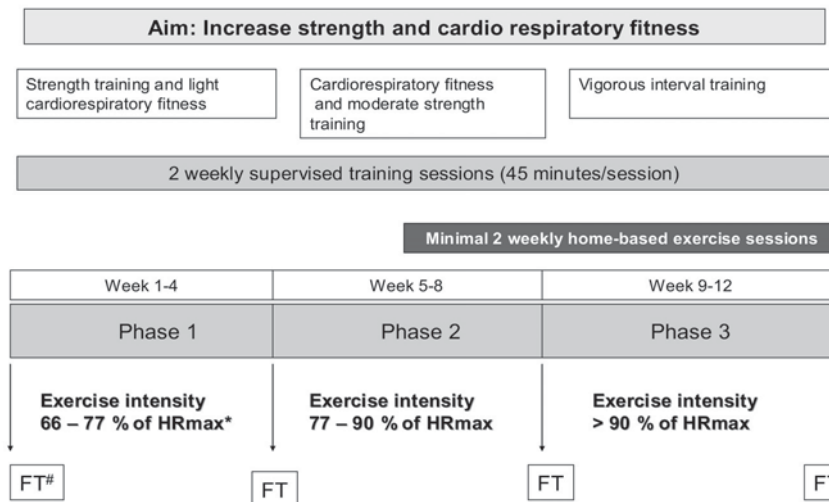 Aim: Increase strength and cardio respiratory fitness
Strength training and light
cardiorespiratory fitness
Cardiorespiratory fitness
and moderate strength
training
Vigorous interval training
2 weekly supervised training sessions (45 minutes/session)
Minimal 2 weekly home-based exercise sessions
Week 1-4
Week 5-8
Week 9-12
Phase 1
Phase 2
Phase 3
Exercise intensity
66 – 77 % of HRmax*
Exercise intensity
77 – 90 % of HRmax
Exercise intensity
> 90 % of HRmax
FT#
FT
FT